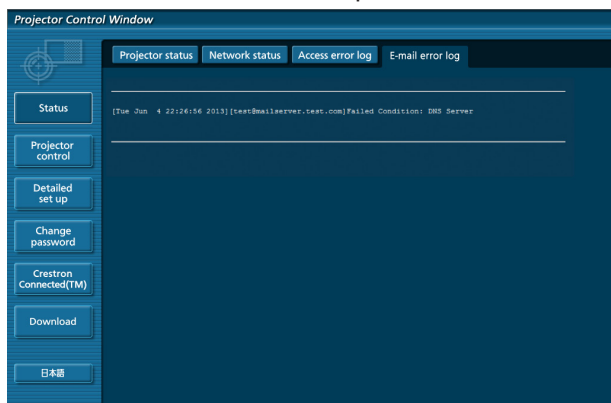 Projector Control Window
Projector status
Network status
Access error log
E-mail error log
[Tue Jun  4 22:26:56 2013][test@mailserver.test.com]Failed Condition: DNS Server
Status
Projector
control
Detailed
set up
Change
password
Crestron
Connected(TM)
Download
日本語